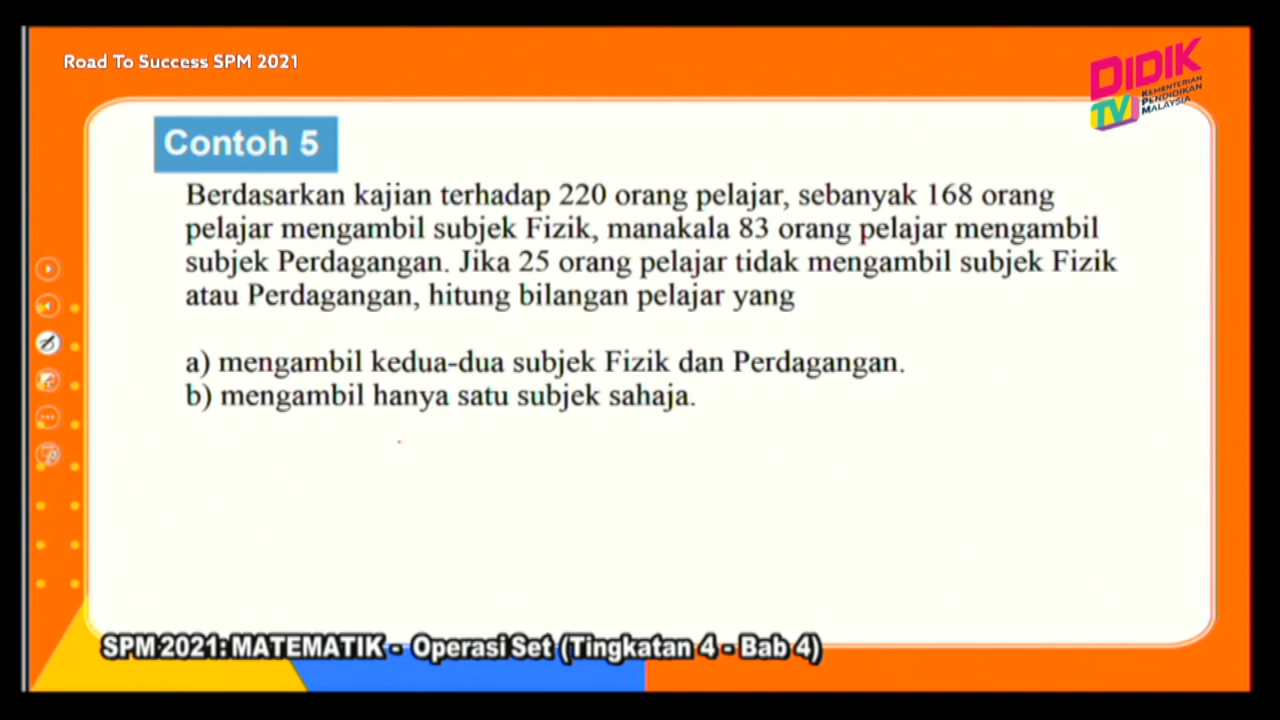 Road To Success SPM 2021
DIDIK
TV
KEMENTERIAN
PENDIDIKAN
MALAYSIA
Contoh 5
Berdasarkan kajian terhadap 220 orang pelajar, sebanyak 168 orang
pelajar mengambil subjek Fizik, manakala 83 orang pelajar mengambil
subjek Perdagangan. Jika 25 orang pelajar tidak mengambil subjek Fizik
atau Perdagangan, hitung bilangan pelajar yang
a) mengambil kedua-dua subjek Fizik dan Perdagangan.
b) mengambil hanya satu subjek sahaja.
SPM 2021: MATEMATIK - Operasi Set (Tingkatan 4 - Bab 4)